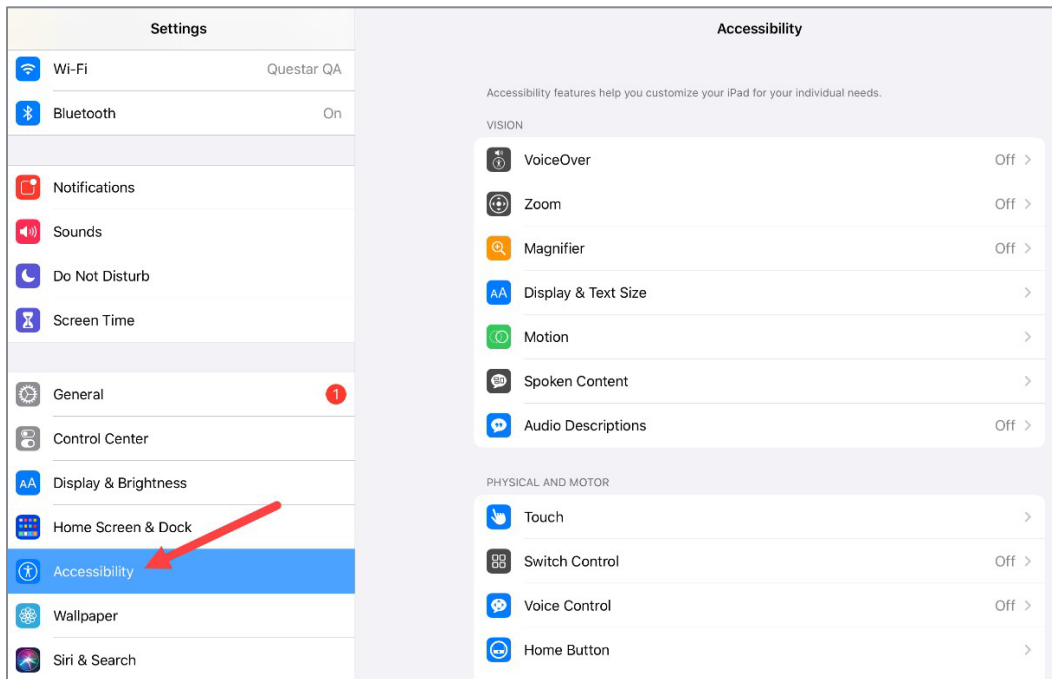 Settings
Wi-Fi Questar QA
Bluetooth On
Notifications
Sounds
Do Not Disturb
Screen Time
General 1
Control Center
AA Display & Brightness
Home Screen & Dock
Accessibility
Wallpaper
Siri & Search
Accessibility
Accessibility features help you customize your iPad for your individual needs.
VISION
VoiceOver Off
Zoom Off
Magnifier Off
AA Display & Text Size
Motion
Spoken Content
Audio Descriptions Off
PHYSICAL AND MOTOR
Touch
Switch Control Off
Voice Control Off
Home Button